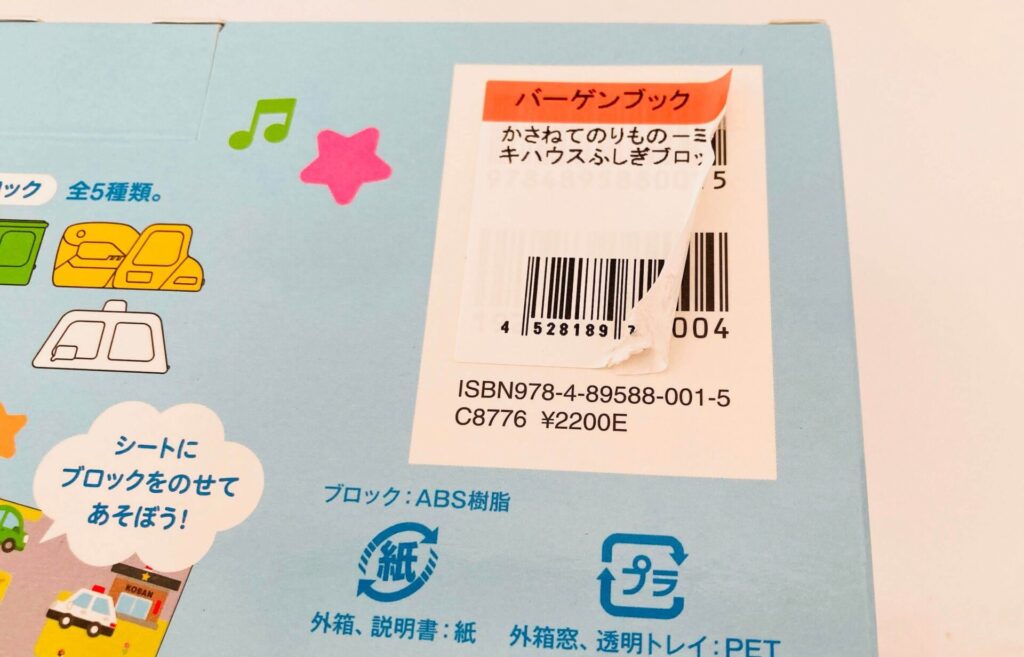 バーゲンブック
かさねてのりものーミ
キハウスふしぎブロッ
5
4 528189
004
ISBN978-4-89588-001-5
C8776 ¥2200E
ック 全5種類。
シートに
ブロックをのせて
あそぼう!
KOBAN
ブロック:ABS樹脂
紙
プラ
外箱、説明書:紙
外箱窓、透明トレイ:PET